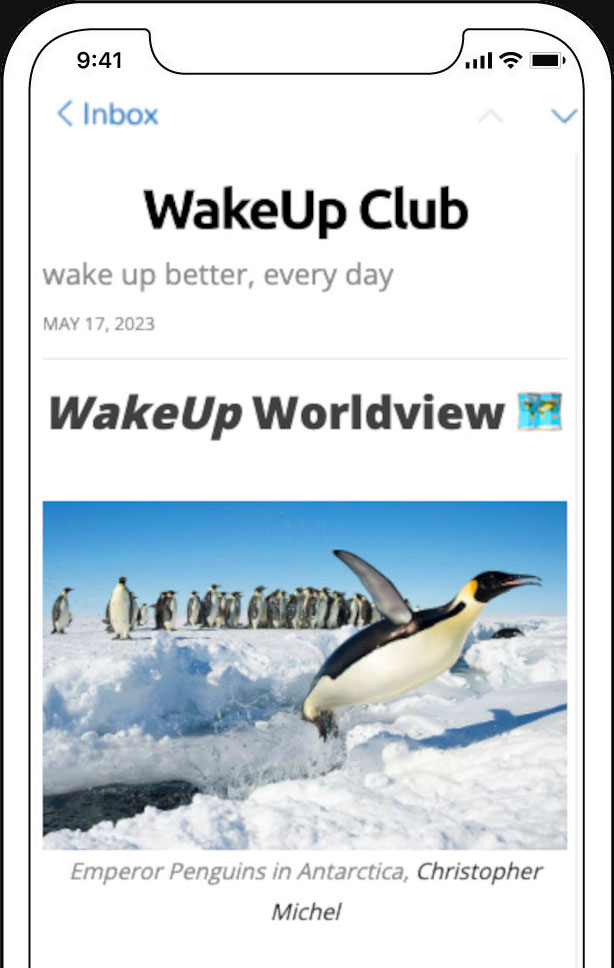 9:41
Inbox
WakeUp Club
wake up better, every day
MAY 17, 2023
WakeUp Worldview 🗺️
Emperor Penguins in Antarctica, Christopher
Michel